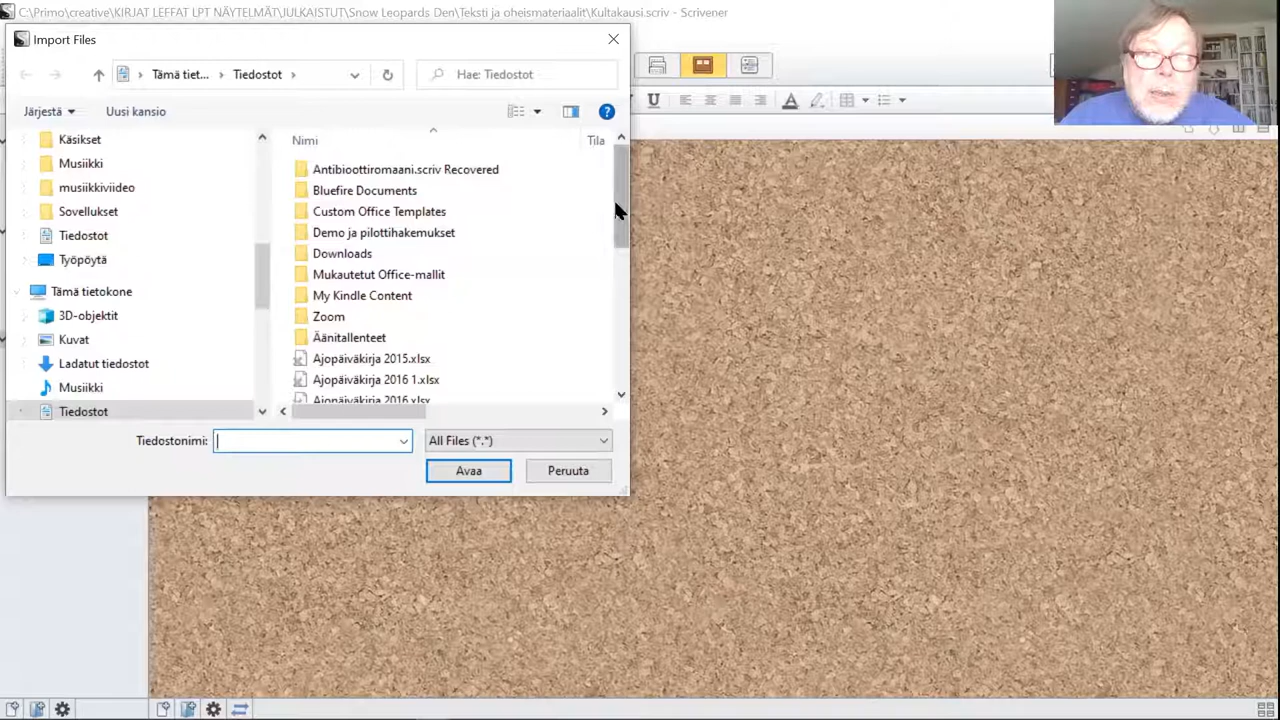 C:\Primo\creative\KIRJAT LEFFAT LPT NÄYTELMÄT\JULKAISTUT\Snow Leopards Den\Teksti ja oheismateriaalit\Kultakausi.scriv - Scrivener
Import Files
Tämä tiet... Tiedostot
Hae: Tiedostot
Järjestä
Uusi kansio
Käsikset
Musiikki
musiikkivideo
Sovellukset
Tiedostot
Työpöytä
Tämä tietokone
3D-objektit
Kuvat
Ladatut tiedostot
Musiikki
Tiedostot
Nimi Tila
Antibioottiromaani.scriv Recovered
Bluefire Documents
Custom Office Templates
Demo ja pilottihakemukset
Downloads
Mukautetut Office-mallit
My Kindle Content
Zoom
Äänitallenteet
Ajopäiväkirja 2015.xlsx
Ajopäiväkirja 2016 1.xlsx
Ajopäiväkirja 2016.xlsx
Tiedostonimi:
All Files (*.*)
Avaa
Peruuta